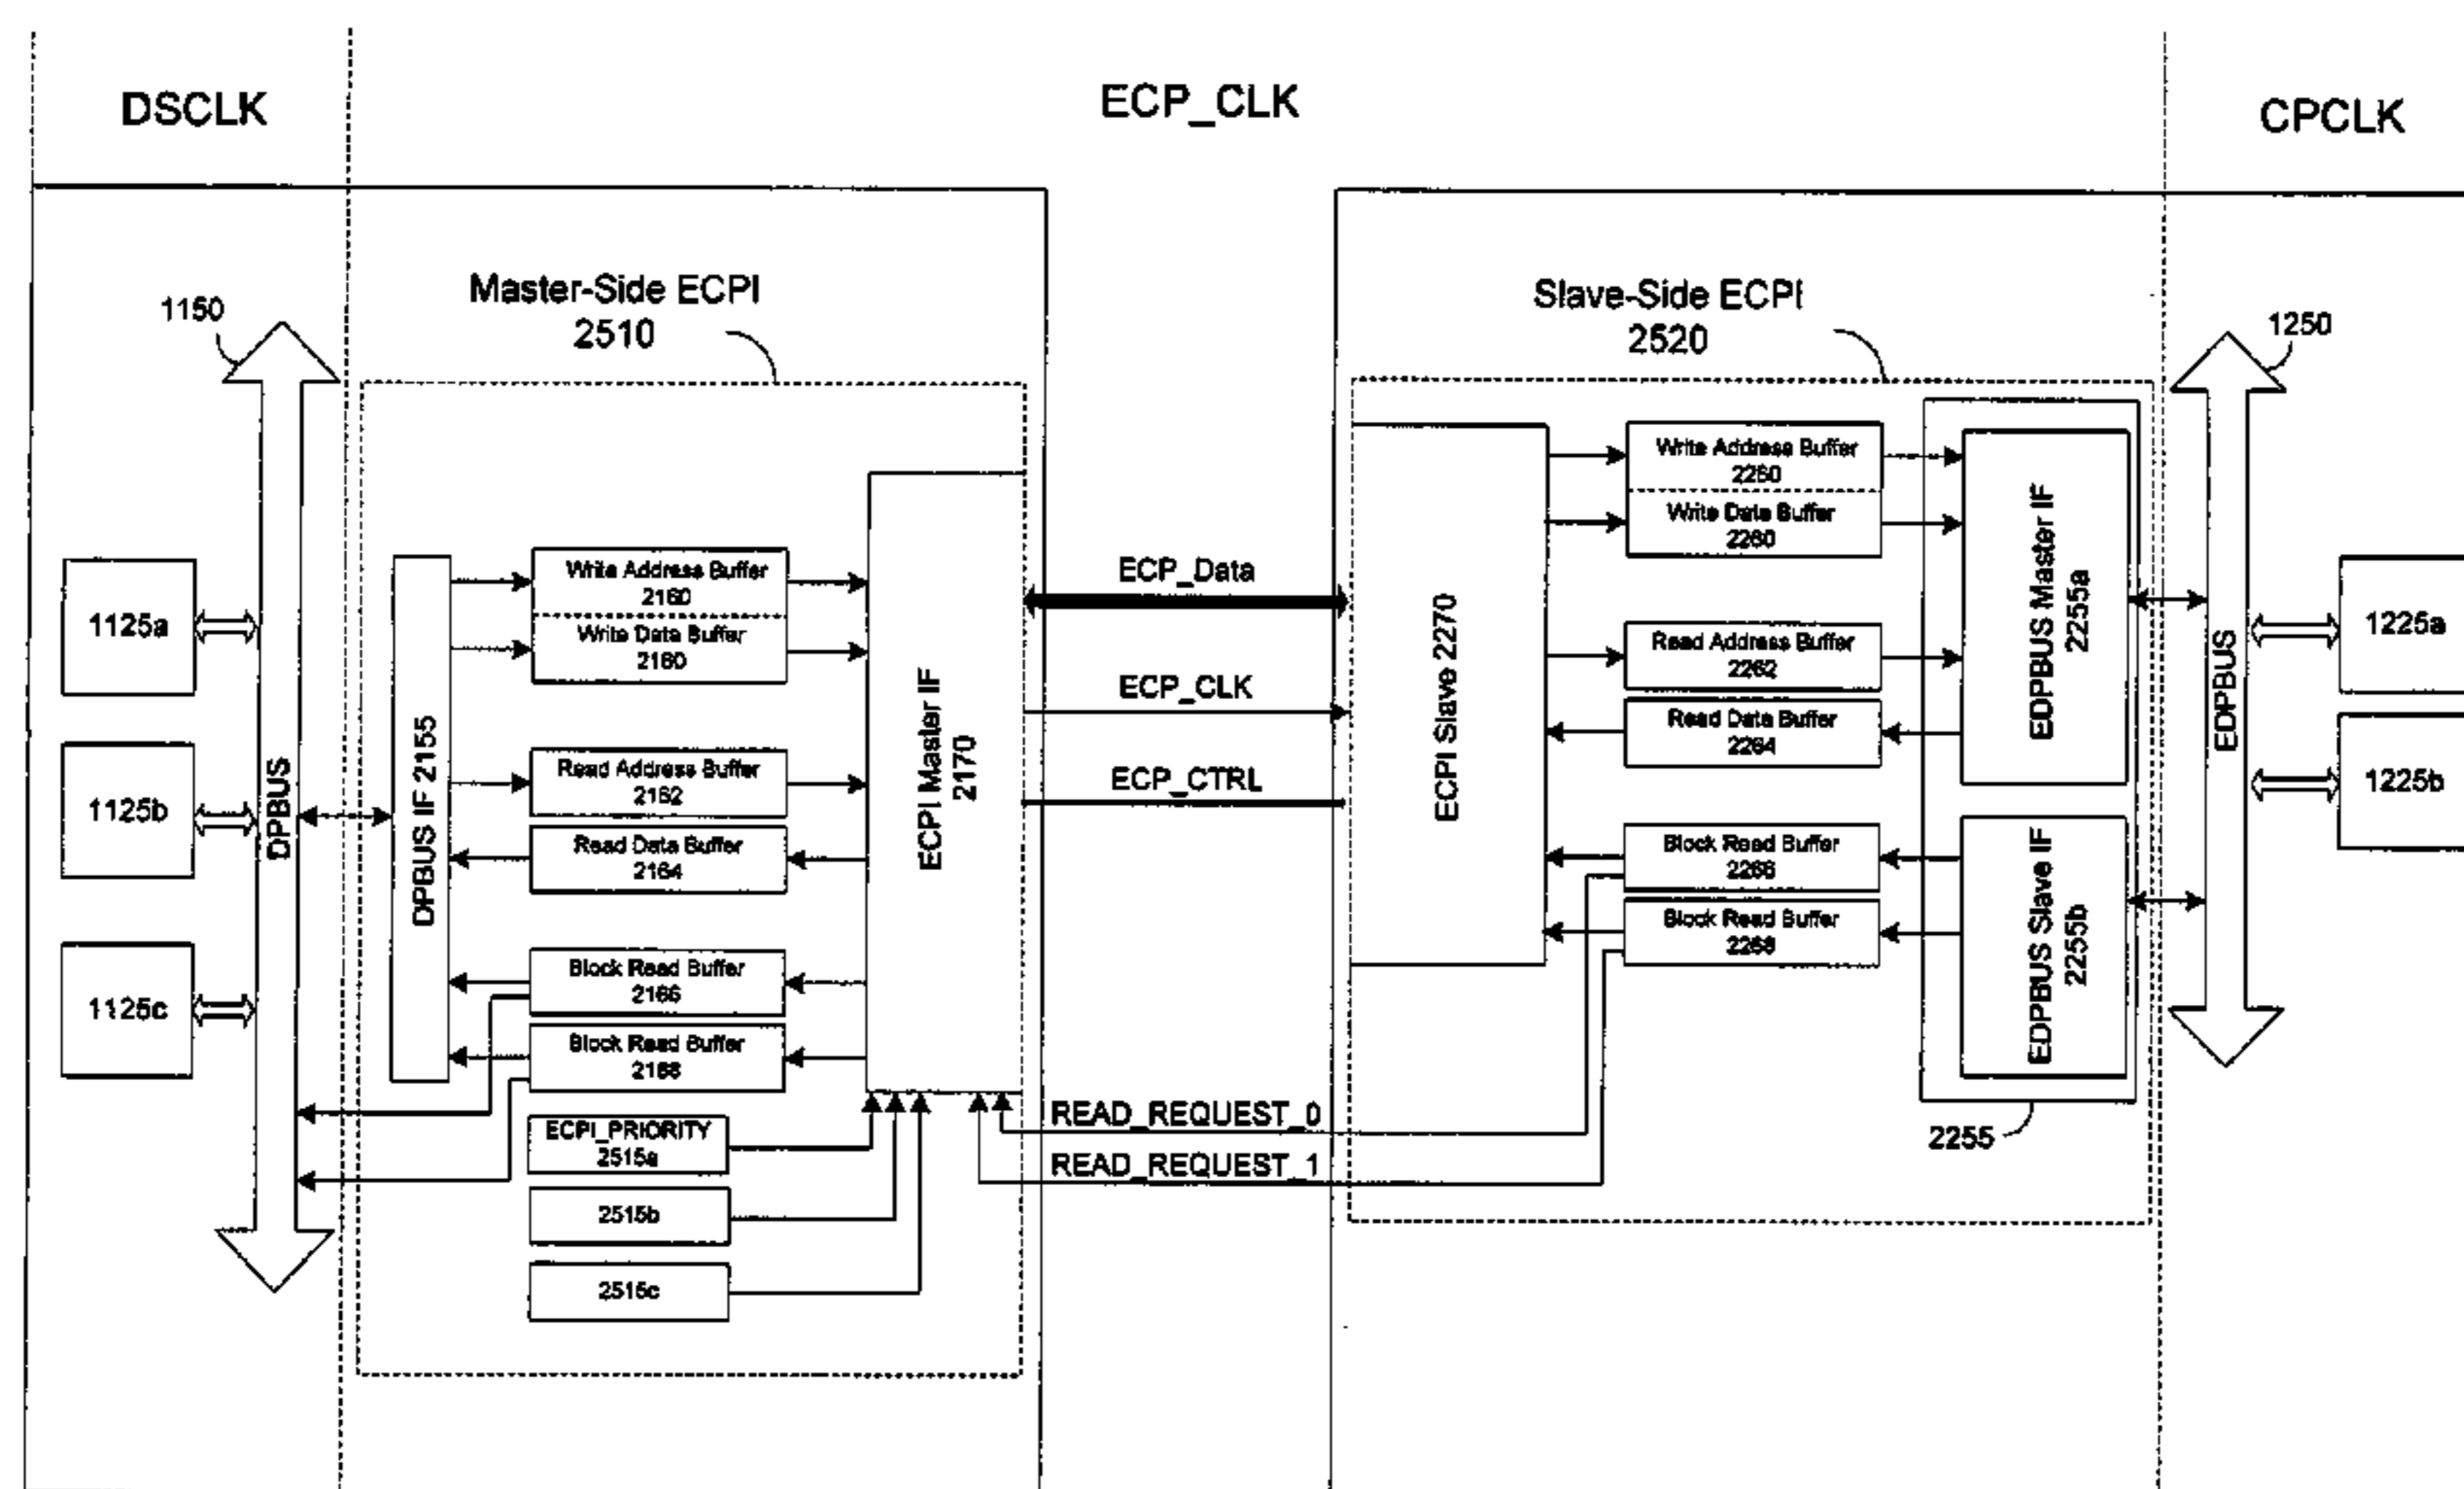 DSCLK
ECP_CLK
CPCLK
Master-Side ECPI
2510
Slave-Side ECPI
2520
1150
1250
1125a
1125b
1125c
DPBUS
DPBUS IF 2155
Write Address Buffer
2160
Write Data Buffer
2160
Read Address Buffer
2162
Read Data Buffer
2164
Block Read Buffer
2166
Block Read Buffer
2168
ECPI_PRIORITY
2515a
2515b
2515c
ECPI Master IF
2170
ECP_Data
ECP_CLK
ECP_CTRL
READ_REQUEST_0
READ_REQUEST_1
ECPI Slave 2270
Write Address Buffer
2260
Write Data Buffer
2260
Read Address Buffer
2262
Read Data Buffer
2264
Block Read Buffer
2266
Block Read Buffer
2268
EDPBUS Master IF
2255a
EDPBUS Slave IF
2255b
2255
EDPBUS
1225a
1225b